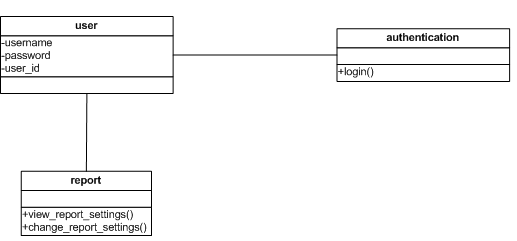 user
-username
-password
-user_id
authentication
+login()
report
+view_report_settings()
+change_report_settings()